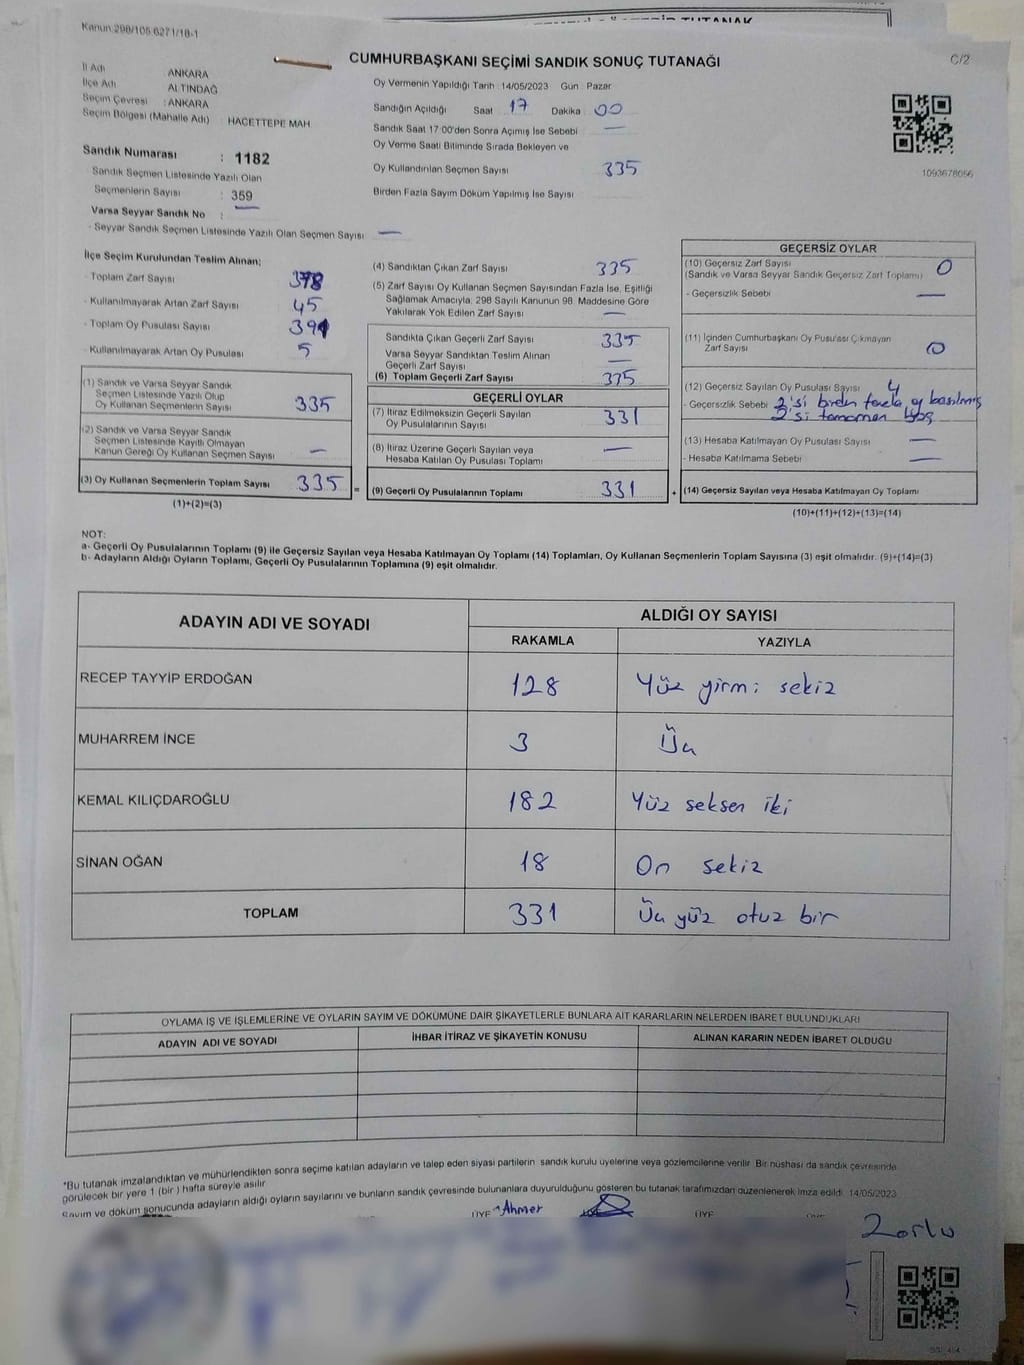 Kanun 298/105 6271/18-1
TUTANAK
CUMHURBAŞKANI SEÇİMİ SANDIK SONUÇ TUTANAĞI
C/2
İl Adı ANKARA
İlçe Adı ALTINDAĞ
Seçim Çevresi : ANKARA
Seçim Bölgesi (Mahalle Adı) HACETTEPE MAH
Sandık Numarası : 1182
Sandık Seçmen Listesinde Yazılı Olan
Seçmenlerin Sayısı : 359
Varsa Seyyar Sandık No : —
- Seyyar Sandık Seçmen Listesinde Yazılı Olan Seçmen Sayısı —
Oy Vermenin Yapıldığı Tarih : 14/05/2023 Gün : Pazar
Sandığın Açıldığı Saat 17 Dakika 00
Sandık Saat 17 00'den Sonra Açımış İse Sebebi —
Oy Verme Saati Bitiminde Sırada Bekleyen ve
Oy Kullandırılan Seçmen Sayısı 335
Birden Fazla Sayım Döküm Yapılmış İse Sayısı
1093678056
İlçe Seçim Kurulundan Teslim Alınan;
- Toplam Zarf Sayısı 378
- Kullanılmayarak Artan Zarf Sayısı 45
- Toplam Oy Pusulası Sayısı 391
- Kullanılmayarak Artan Oy Pusulası 5
(1) Sandık ve Varsa Seyyar Sandık
Seçmen Listesinde Yazılı Olup
Oy Kullanan Seçmenlerin Sayısı 335
(2) Sandık ve Varsa Seyyar Sandık
Seçmen Listesinde Kayıtlı Olmayan
Kanun Gereği Oy Kullanan Seçmen Sayısı —
(3) Oy Kullanan Seçmenlerin Toplam Sayısı 335 =
(1)+(2)=(3)
(4) Sandıktan Çıkan Zarf Sayısı 335
(5) Zarf Sayısı Oy Kullanan Seçmen Sayısından Fazla İse, Eşitliği
Sağlamak Amacıyla, 298 Sayılı Kanunun 98. Maddesine Göre
Yakılarak Yok Edilen Zarf Sayısı —
Sandıkta Çıkan Geçerli Zarf Sayısı 335
Varsa Seyyar Sandıktan Teslim Alınan
Geçerli Zarf Sayısı —
(6) Toplam Geçerli Zarf Sayısı 335
GEÇERLİ OYLAR
(7) İtiraz Edilmeksizin Geçerli Sayılan
Oy Pusulalarının Sayısı 331
(8) İtiraz Üzerine Geçerli Sayılan veya
Hesaba Katılan Oy Pusulası Toplamı —
(9) Geçerli Oy Pusulalarının Toplamı 331 +
GEÇERSİZ OYLAR
(10) Geçersiz Zarf Sayısı
(Sandık ve Varsa Seyyar Sandık Geçersiz Zarf Toplamı) 0
- Geçersizlik Sebebi —
(11) İçinden Cumhurbaşkanı Oy Pusulası Çıkmayan
Zarf Sayısı 0
(12) Geçersiz Sayılan Oy Pusulası Sayısı 4
- Geçersizlik Sebebi 2'si birden fazla oy basılmış
2'si tamamen boş
(13) Hesaba Katılmayan Oy Pusulası Sayısı —
- Hesaba Katılmama Sebebi —
(14) Geçersiz Sayılan veya Hesaba Katılmayan Oy Toplamı
(10)+(11)+(12)+(13)=(14)
NOT:
a- Geçerli Oy Pusulalarının Toplamı (9) ile Geçersiz Sayılan veya Hesaba Katılmayan Oy Toplamı (14) Toplamları, Oy Kullanan Seçmenlerin Toplam Sayısına (3) eşit olmalıdır. (9)+(14)=(3)
b- Adayların Aldığı Oyların Toplamı, Geçerli Oy Pusulalarının Toplamına (9) eşit olmalıdır.
ADAYIN ADI VE SOYADI
ALDIĞI OY SAYISI
RAKAMLA YAZIYLA
RECEP TAYYİP ERDOĞAN 128 Yüz yirmi sekiz
MUHARREM İNCE 3 Üç
KEMAL KILIÇDAROĞLU 182 Yüz seksen iki
SİNAN OĞAN 18 On sekiz
TOPLAM 331 Üç yüz otuz bir
OYLAMA İŞ VE İŞLEMLERİNE VE OYLARIN SAYIM VE DÖKÜMÜNE DAİR ŞİKAYETLERLE BUNLARA AİT KARARLARIN NELERDEN İBARET BULUNDUKLARI
ADAYIN ADI VE SOYADI İHBAR İTİRAZ VE ŞİKAYETİN KONUSU ALINAN KARARIN NEDEN İBARET OLDUĞU
*Bu tutanak imzalandıktan ve mühürlendikten sonra seçime katılan adayların ve talep eden siyasi partilerin sandık kurulu üyelerine veya gözlemcilerine verilir Bir nüshası da sandık çevresinde
görülecek bir yere 1 (bir ) hafta süreyle asılır
Sayım ve döküm sonucunda adayların aldığı oyların sayılarını ve bunların sandık çevresinde bulunanlara duyurulduğunu gösteren bu tutanak tarafımızdan düzenlenerek imza edildi 14/05/2023
ÜYE Ahmet ÜYE
Zorlu